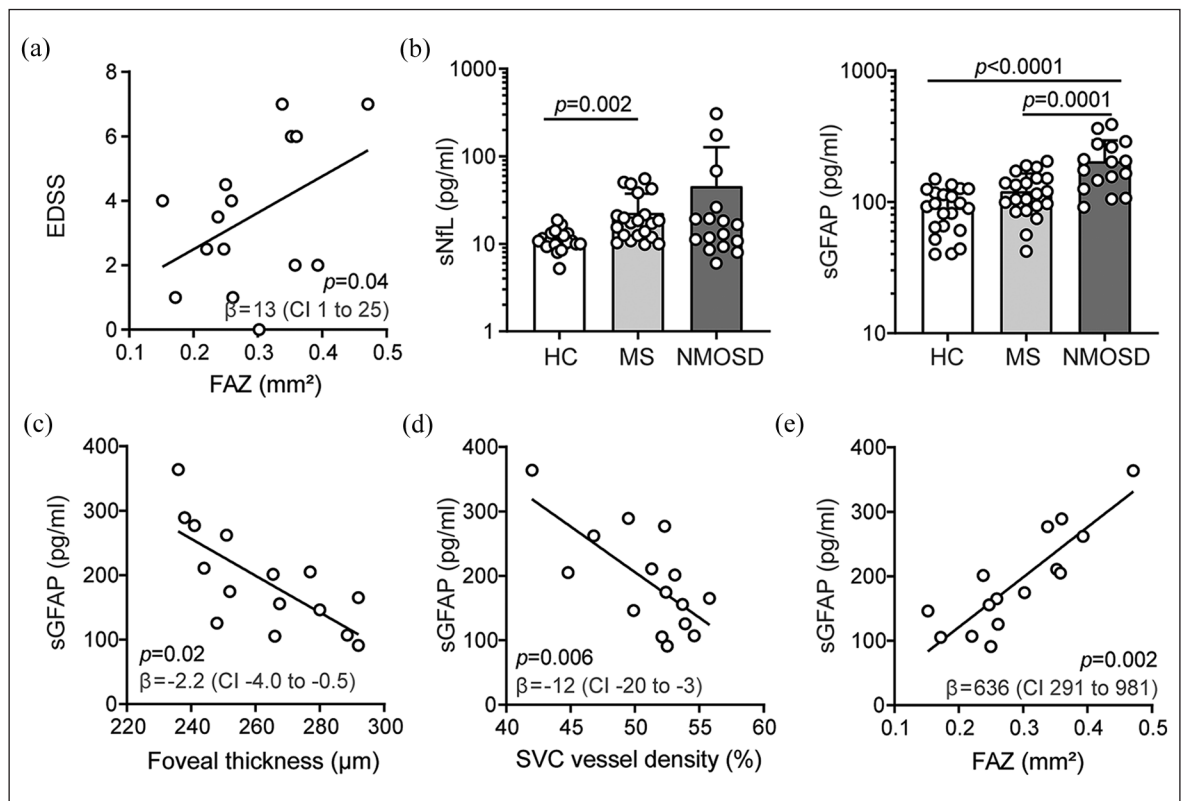 (a)
8
6
4
2
0
EDSS
0.1 0.2 0.3 0.4 0.5
FAZ (mm²)
p=0.04
β=13 (CI 1 to 25)
(b)
1000
100
10
1
sNfL (pg/ml)
p=0.002
HC MS NMOSD
1000
100
10
sGFAP (pg/ml)
p<0.0001
p=0.0001
HC MS NMOSD
(c)
400
300
200
100
0
sGFAP (pg/ml)
p=0.02
β=-2.2 (CI -4.0 to -0.5)
220 240 260 280 300
Foveal thickness (µm)
(d)
400
300
200
100
0
sGFAP (pg/ml)
p=0.006
β=-12 (CI -20 to -3)
40 45 50 55 60
SVC vessel density (%)
(e)
400
300
200
100
0
sGFAP (pg/ml)
p=0.002
β=636 (CI 291 to 981)
0.1 0.2 0.3 0.4 0.5
FAZ (mm²)